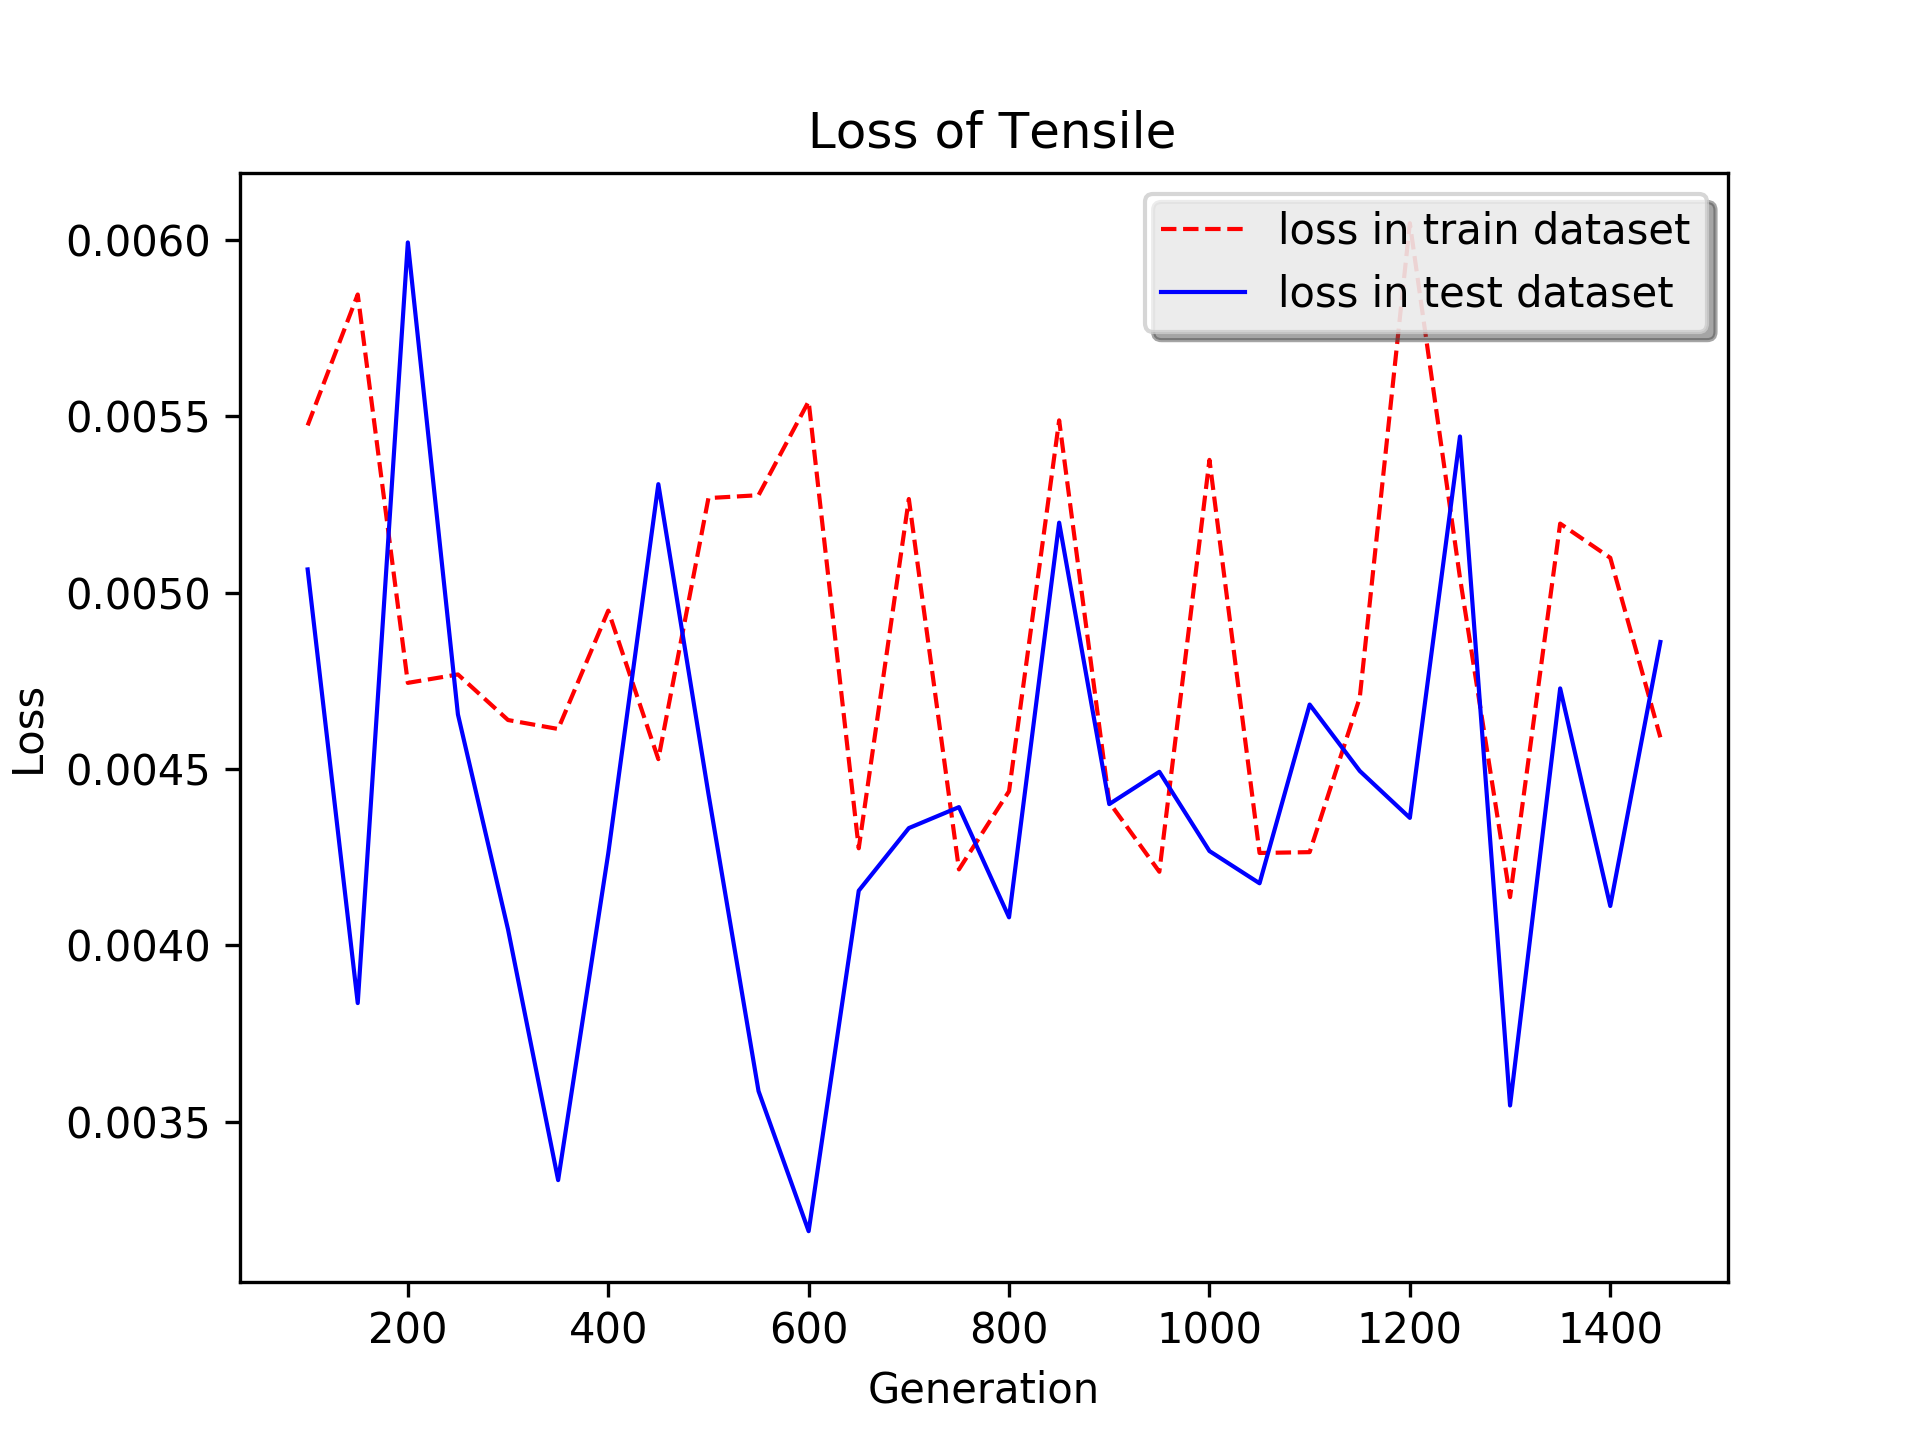 Loss of Tensile
loss in train dataset
loss in test dataset
0.0060
0.0055
0.0050
0.0045
0.0040
0.0035
Loss
200 400 600 800 1000 1200 1400
Generation